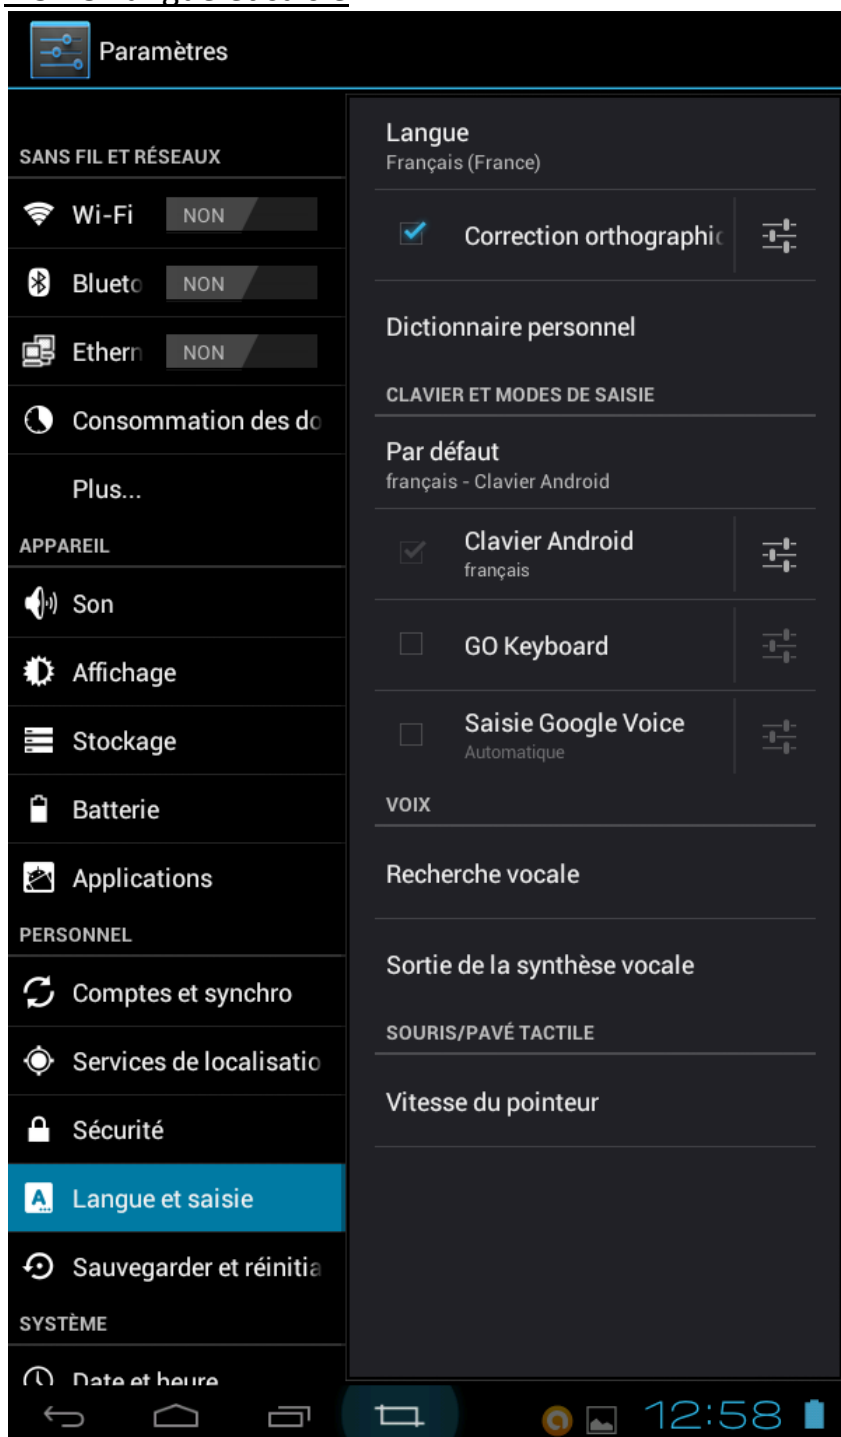 Paramètres
SANS FIL ET RÉSEAUX
Wi-Fi NON
Blueto NON
Ethern NON
Consommation des do
Plus...
APPAREIL
Son
Affichage
Stockage
Batterie
Applications
PERSONNEL
Comptes et synchro
Services de localisatio
Sécurité
Langue et saisie
Sauvegarder et réinitia
SYSTÈME
Date et heure
Langue
Français (France)
Correction orthographic
Dictionnaire personnel
CLAVIER ET MODES DE SAISIE
Par défaut
français - Clavier Android
Clavier Android
français
GO Keyboard
Saisie Google Voice
Automatique
VOIX
Recherche vocale
Sortie de la synthèse vocale
SOURIS/PAVÉ TACTILE
Vitesse du pointeur
12:58